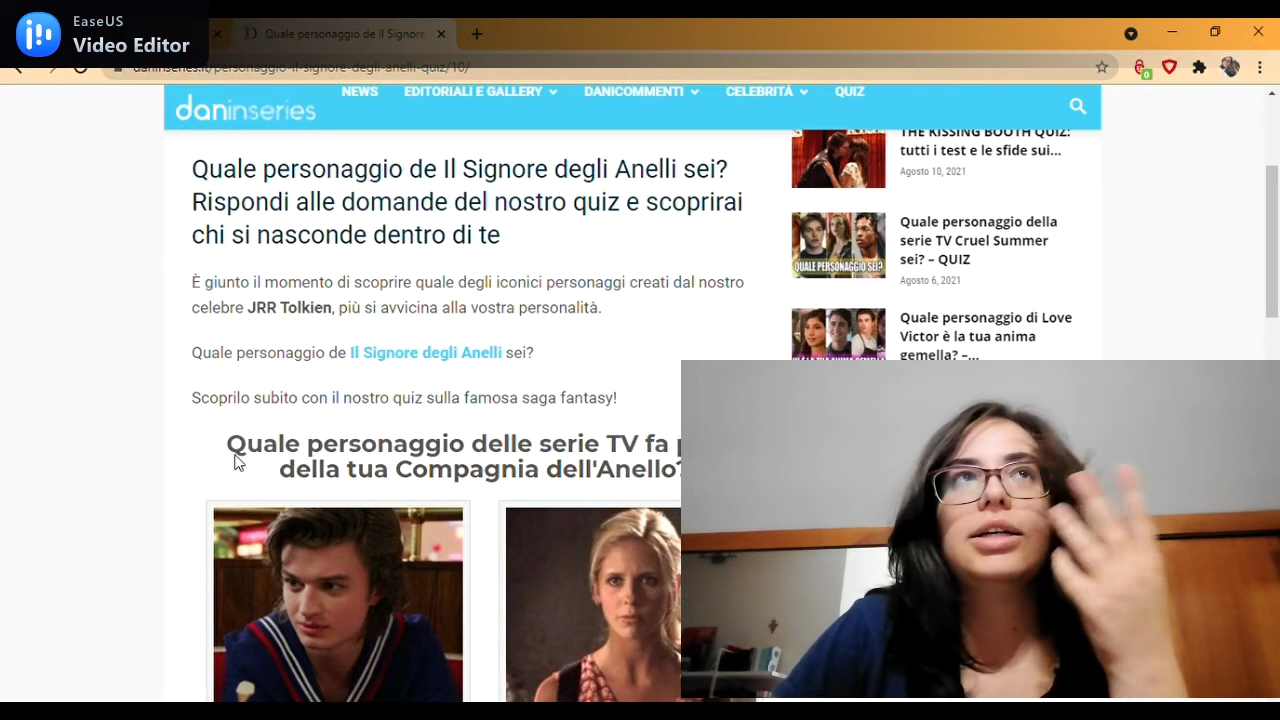 EaseUS
Video Editor
Quale personaggio de Il Signore
daninseries.it/personaggio-il-signore-degli-anelli-quiz/10/
0
daninseries
NEWS
EDITORIALI E GALLERY
DANICOMMENTI
CELEBRITÀ
QUIZ
Quale personaggio de Il Signore degli Anelli sei?
Rispondi alle domande del nostro quiz e scoprirai
chi si nasconde dentro di te
È giunto il momento di scoprire quale degli iconici personaggi creati dal nostro
celebre JRR Tolkien, più si avvicina alla vostra personalità.
Quale personaggio de Il Signore degli Anelli sei?
Scoprilo subito con il nostro quiz sulla famosa saga fantasy!
Quale personaggio delle serie TV fa
della tua Compagnia dell'Anello?
THE KISSING BOOTH QUIZ:
tutti i test e le sfide sui...
Agosto 10, 2021
QUALE PERSONAGGIO SEI?
Quale personaggio della
serie TV Cruel Summer
sei? – QUIZ
Agosto 6, 2021
Quale personaggio di Love
Victor è la tua anima
gemella? –...